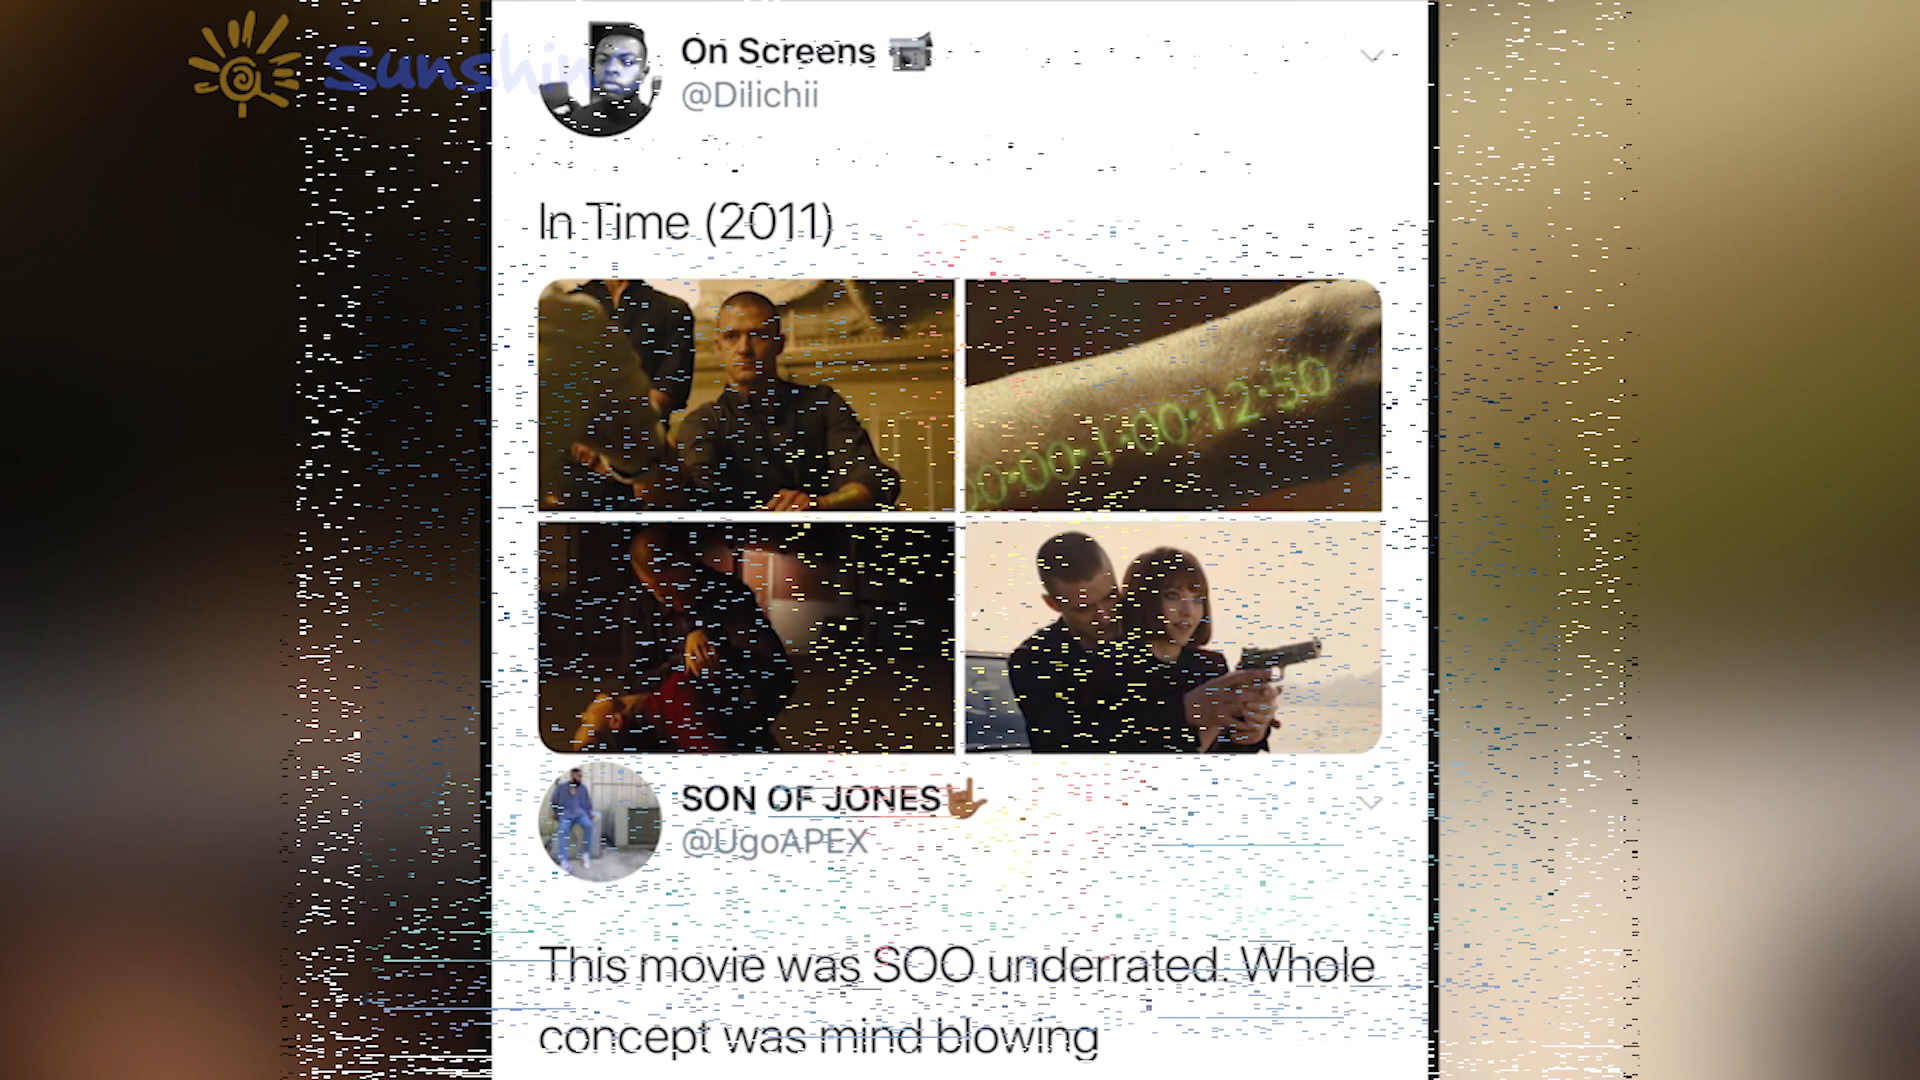 Sunshin
On Screens
@Dilichii
In Time (2011)
00·00·1·00·12·50
SON OF JONES
@UgoAPEX
This movie was SOO underrated. Whole
concept was mind blowing